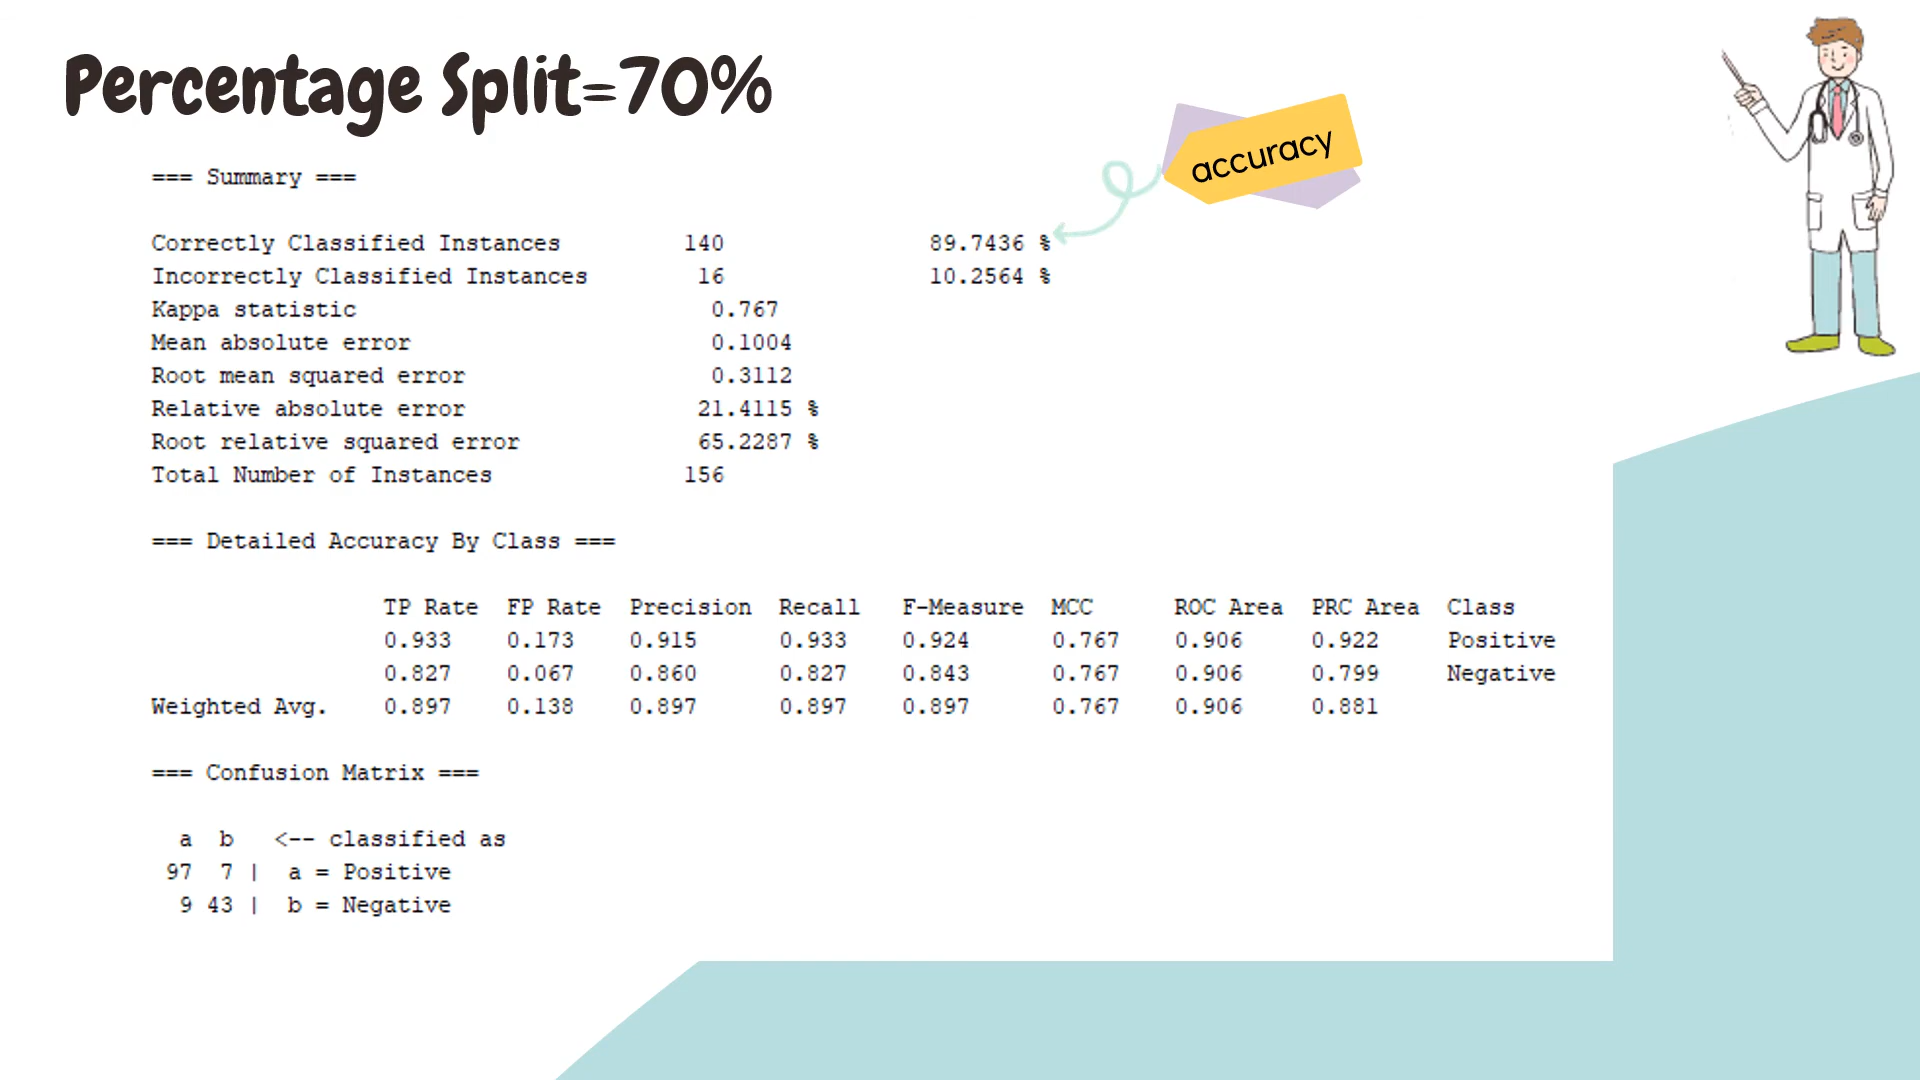 Percentage Split=70%
accuracy
=== Summary ===
Correctly Classified Instances 140 89.7436 %
Incorrectly Classified Instances 16 10.2564 %
Kappa statistic 0.767
Mean absolute error 0.1004
Root mean squared error 0.3112
Relative absolute error 21.4115 %
Root relative squared error 65.2287 %
Total Number of Instances 156
=== Detailed Accuracy By Class ===
TP Rate FP Rate Precision Recall F-Measure MCC ROC Area PRC Area Class
0.933 0.173 0.915 0.933 0.924 0.767 0.906 0.922 Positive
0.827 0.067 0.860 0.827 0.843 0.767 0.906 0.799 Negative
Weighted Avg. 0.897 0.138 0.897 0.897 0.897 0.767 0.906 0.881
=== Confusion Matrix ===
a b <-- classified as
97 7 | a = Positive
9 43 | b = Negative